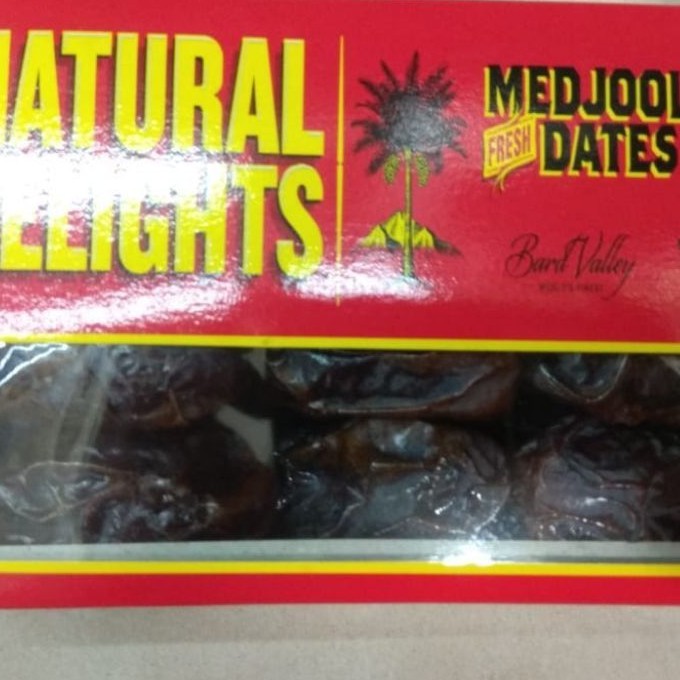 NATURAL
DELIGHTS
MEDJOOL
FRESH DATES
Bard Valley